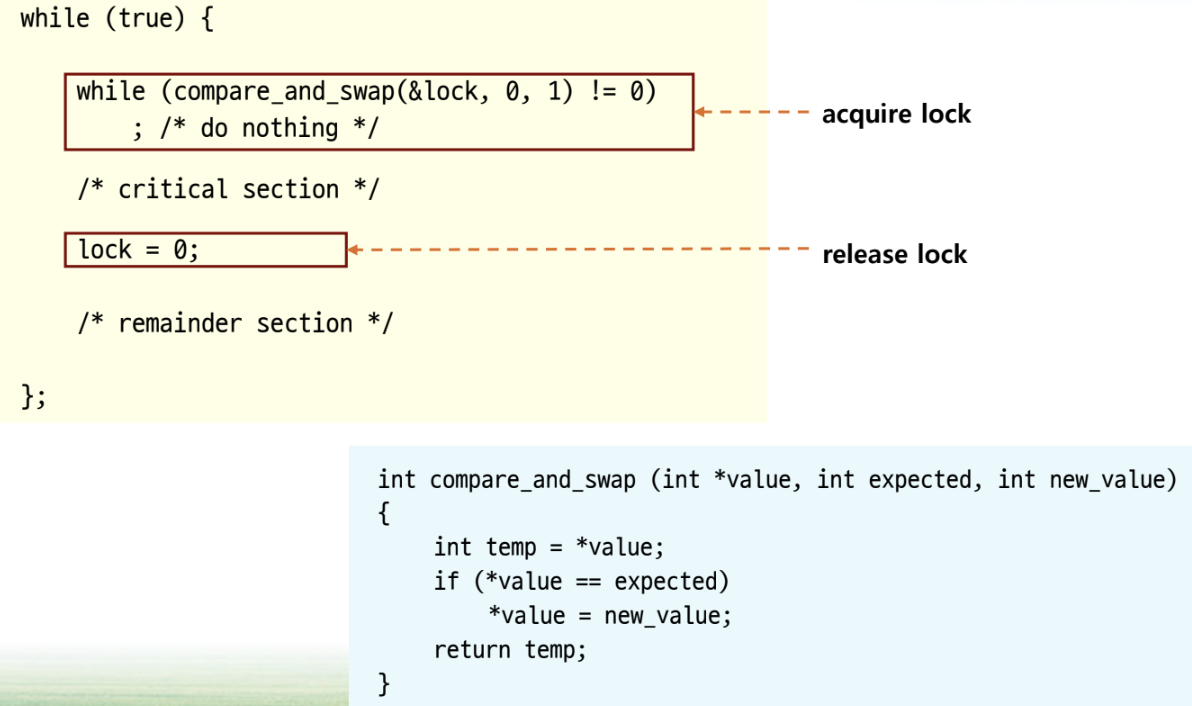 while (true) {
while (compare_and_swap(&lock, 0, 1) != 0)
; /* do nothing */
acquire lock
/* critical section */
lock = 0;
release lock
/* remainder section */
};
int compare_and_swap (int *value, int expected, int new_value)
{
int temp = *value;
if (*value == expected)
*value = new_value;
return temp;
}